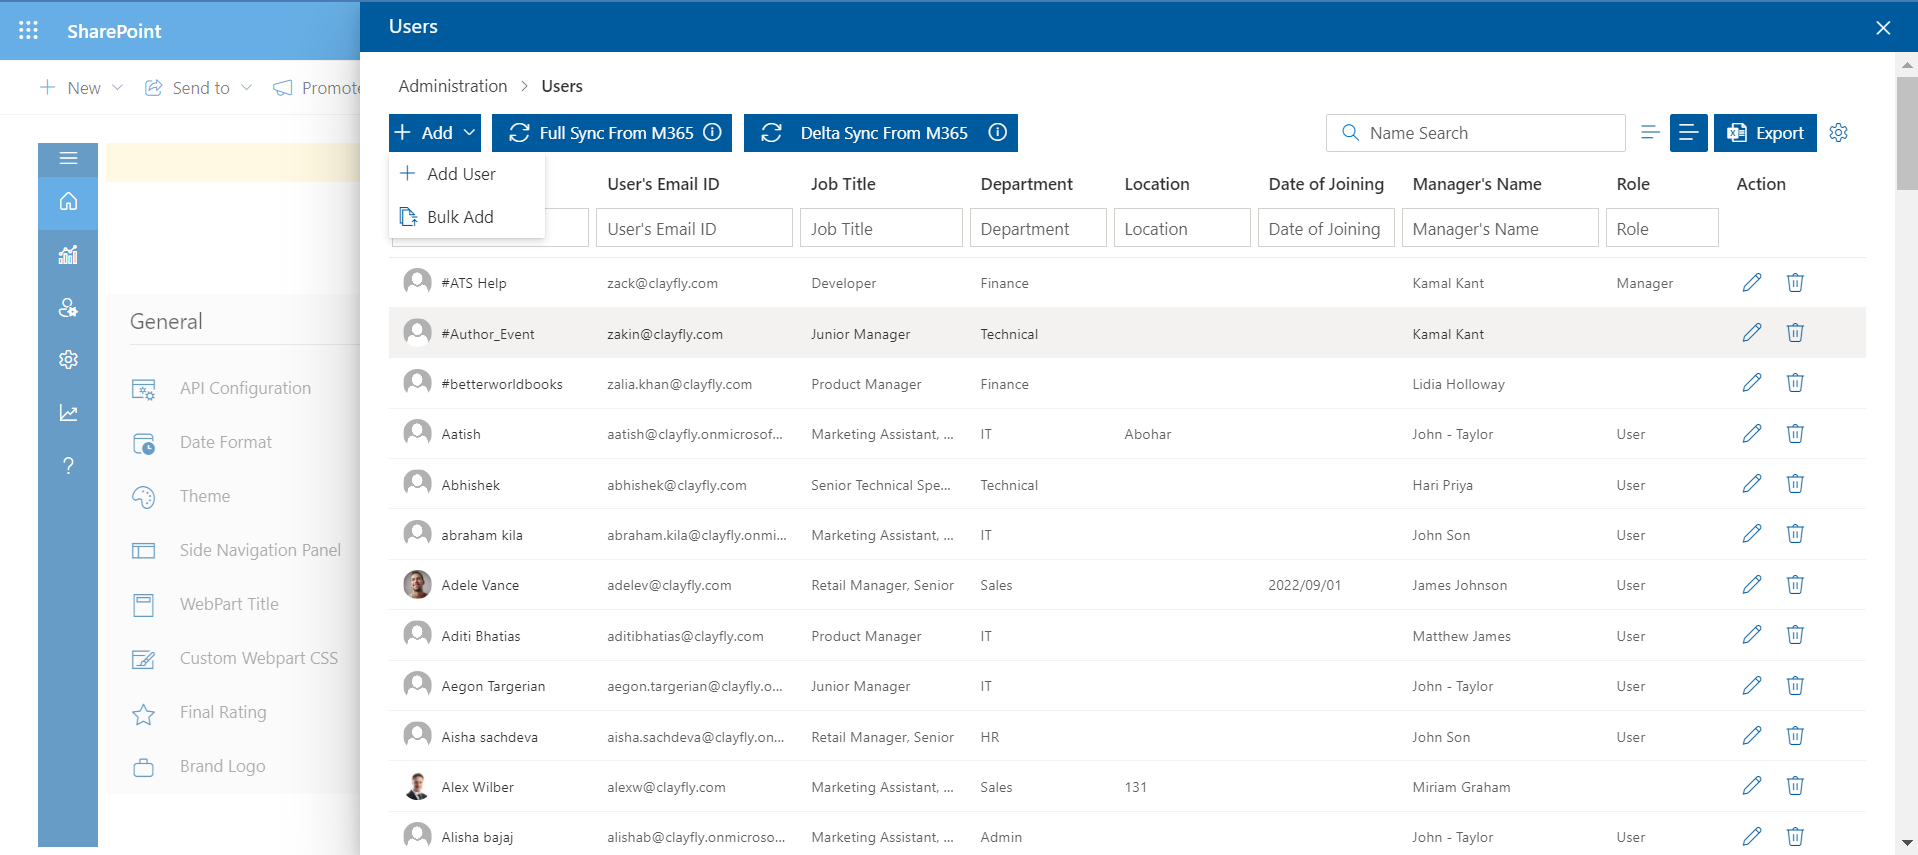 SharePoint
Users
New
Send to
Promote
Administration > Users
Add
Full Sync From M365
Delta Sync From M365
Name Search
Export
Add User
Bulk Add
User's Email ID Job Title Department Location Date of Joining Manager's Name Role Action
User's Email ID Job Title Department Location Date of Joining Manager's Name Role
#ATS Help zack@clayfly.com Developer Finance Kamal Kant Manager
#Author_Event zakin@clayfly.com Junior Manager Technical Kamal Kant
#betterworldbooks zalia.khan@clayfly.com Product Manager Finance Lidia Holloway
Aatish aatish@clayfly.onmicrosof... Marketing Assistant, ... IT Abohar John - Taylor User
Abhishek abhishek@clayfly.com Senior Technical Spe... Technical Hari Priya User
abraham kila abraham.kila@clayfly.onmi... Marketing Assistant, ... IT John Son User
Adele Vance adelev@clayfly.com Retail Manager, Senior Sales 2022/09/01 James Johnson User
Aditi Bhatias aditibhatias@clayfly.com Product Manager IT Matthew James User
Aegon Targerian aegon.targerian@clayfly.o... Junior Manager IT John - Taylor User
Aisha sachdeva aisha.sachdeva@clayfly.on... Retail Manager, Senior HR John Son User
Alex Wilber alexw@clayfly.com Marketing Assistant, ... Sales 131 Miriam Graham
Alisha bajaj alishab@clayfly.onmicroso... Marketing Assistant, ... Admin John - Taylor User
General
API Configuration
Date Format
Theme
Side Navigation Panel
WebPart Title
Custom Webpart CSS
Final Rating
Brand Logo